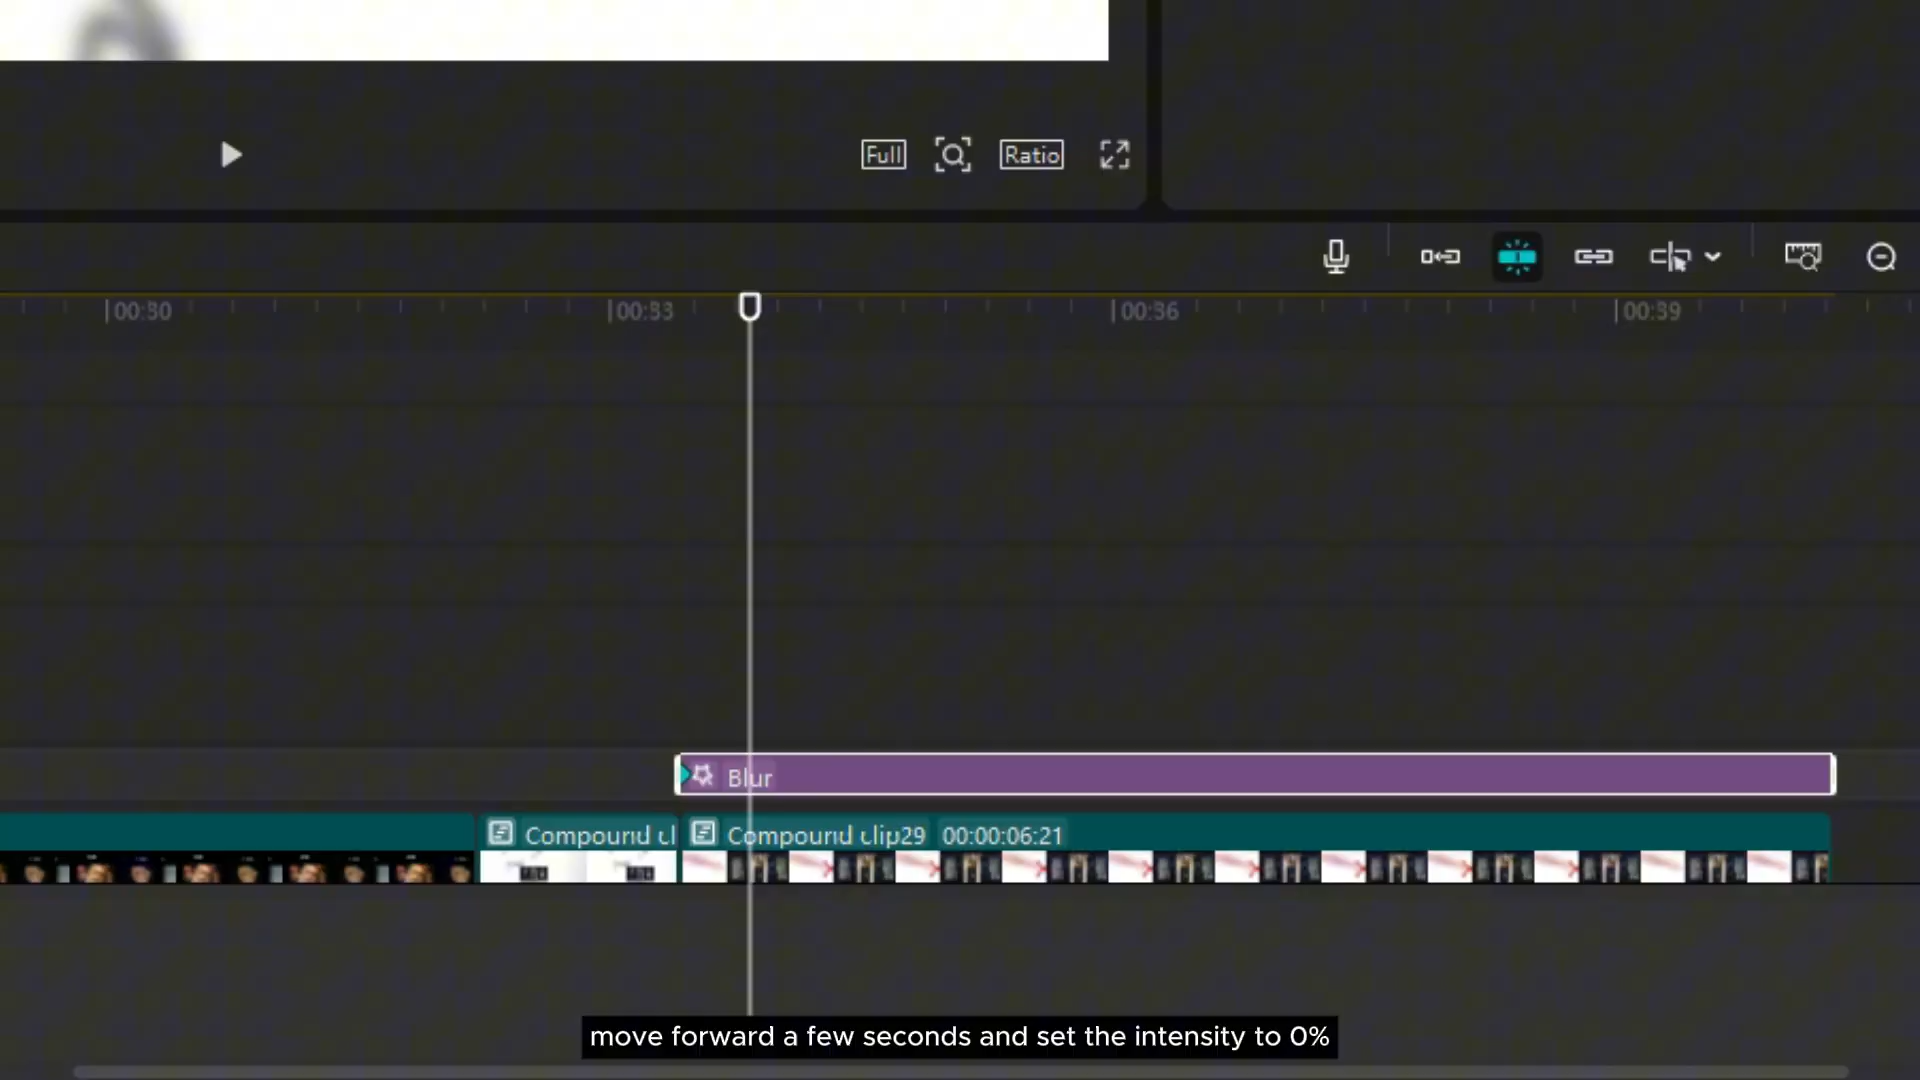 Full
Ratio
00:30
00:33
00:36
00:39
Blur
Compound cl
Compound clip29 00:00:06:21
move forward a few seconds and set the intensity to 0%